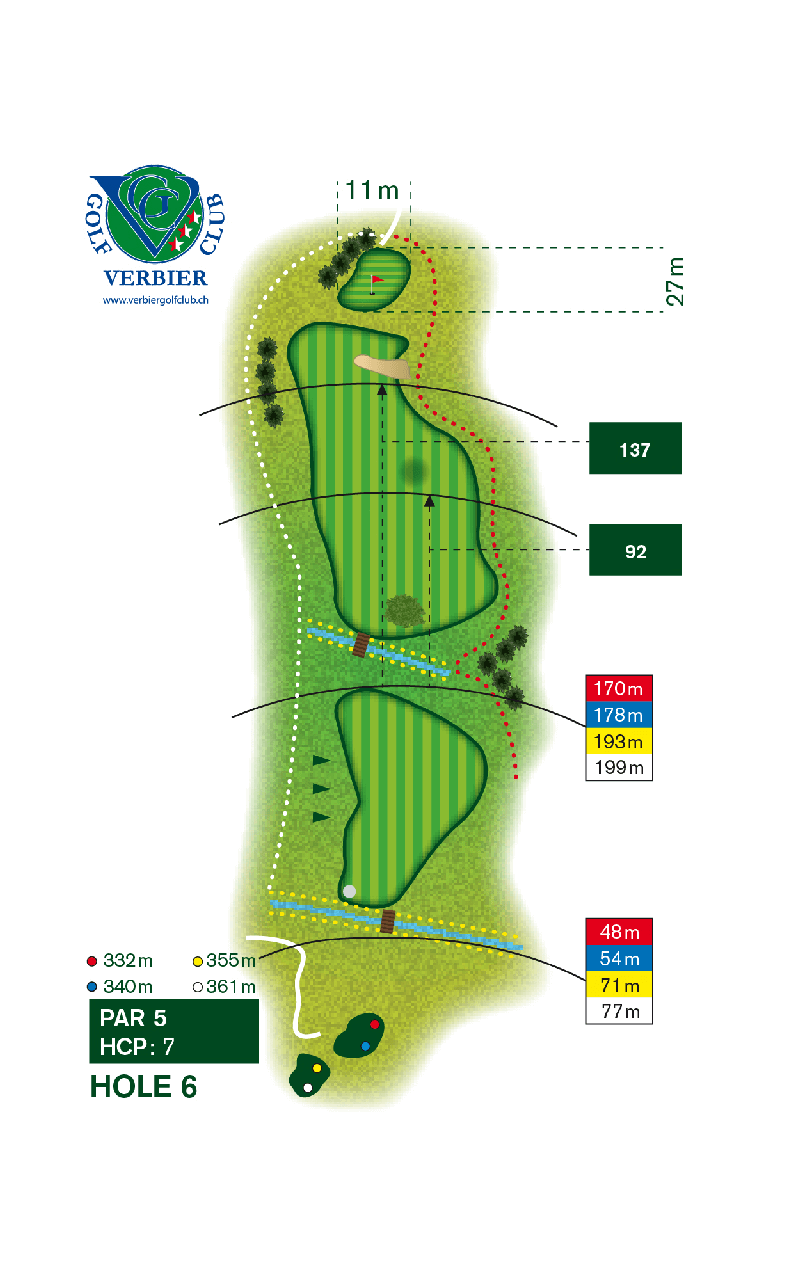 GOLF CLUB
VERBIER
www.verbiergolfclub.ch
11m
27m
137
92
170m
178m
193m
199m
48m
54m
71m
77m
332m 355m
340m 361m
PAR 5
HCP: 7
HOLE 6